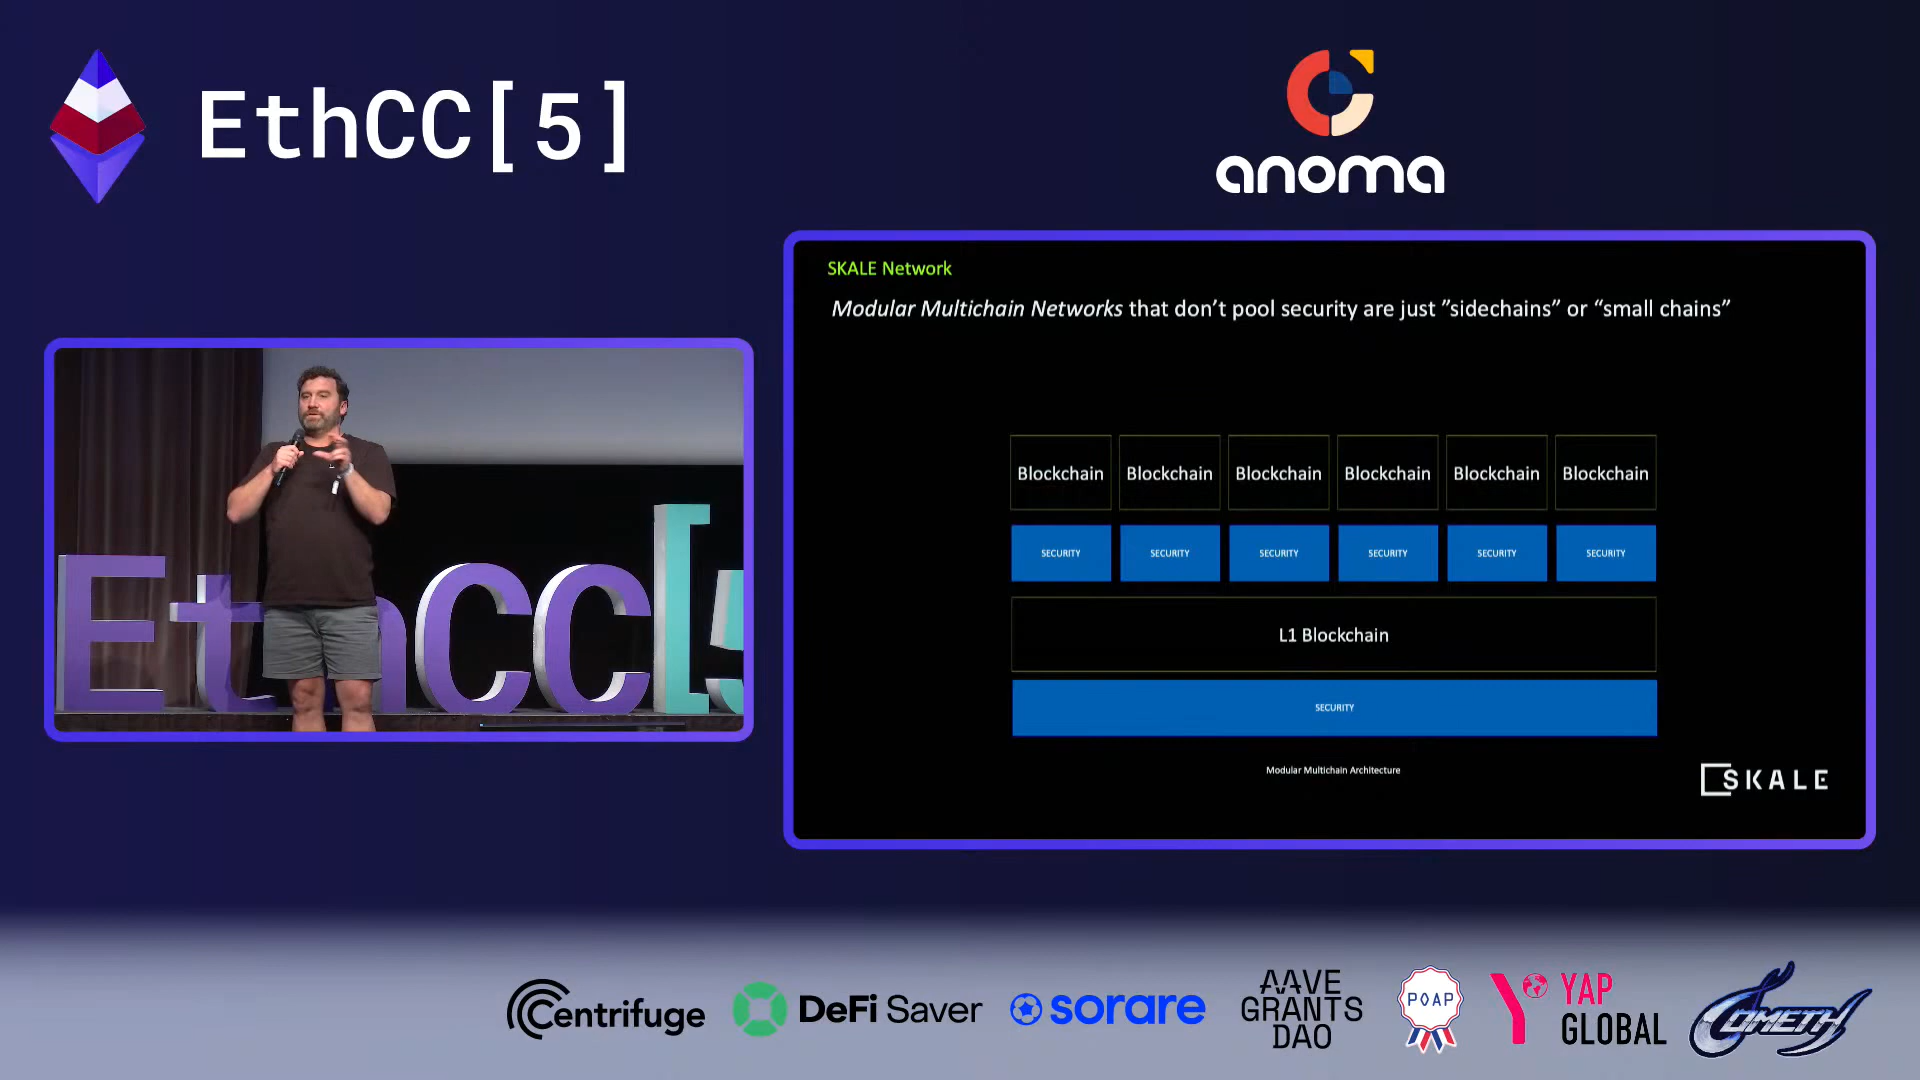 EthCC[5]
anoma
SKALE Network
Modular Multichain Networks that don’t pool security are just ”sidechains” or “small chains”
Blockchain Blockchain Blockchain Blockchain Blockchain Blockchain
SECURITY SECURITY SECURITY SECURITY SECURITY SECURITY
L1 Blockchain
SECURITY
Modular Multichain Architecture
SKALE
EthCC[5
Centrifuge
DeFi Saver
sorare
AAVE
GRANTS
DAO
POAP
YAP
GLOBAL
COMETH